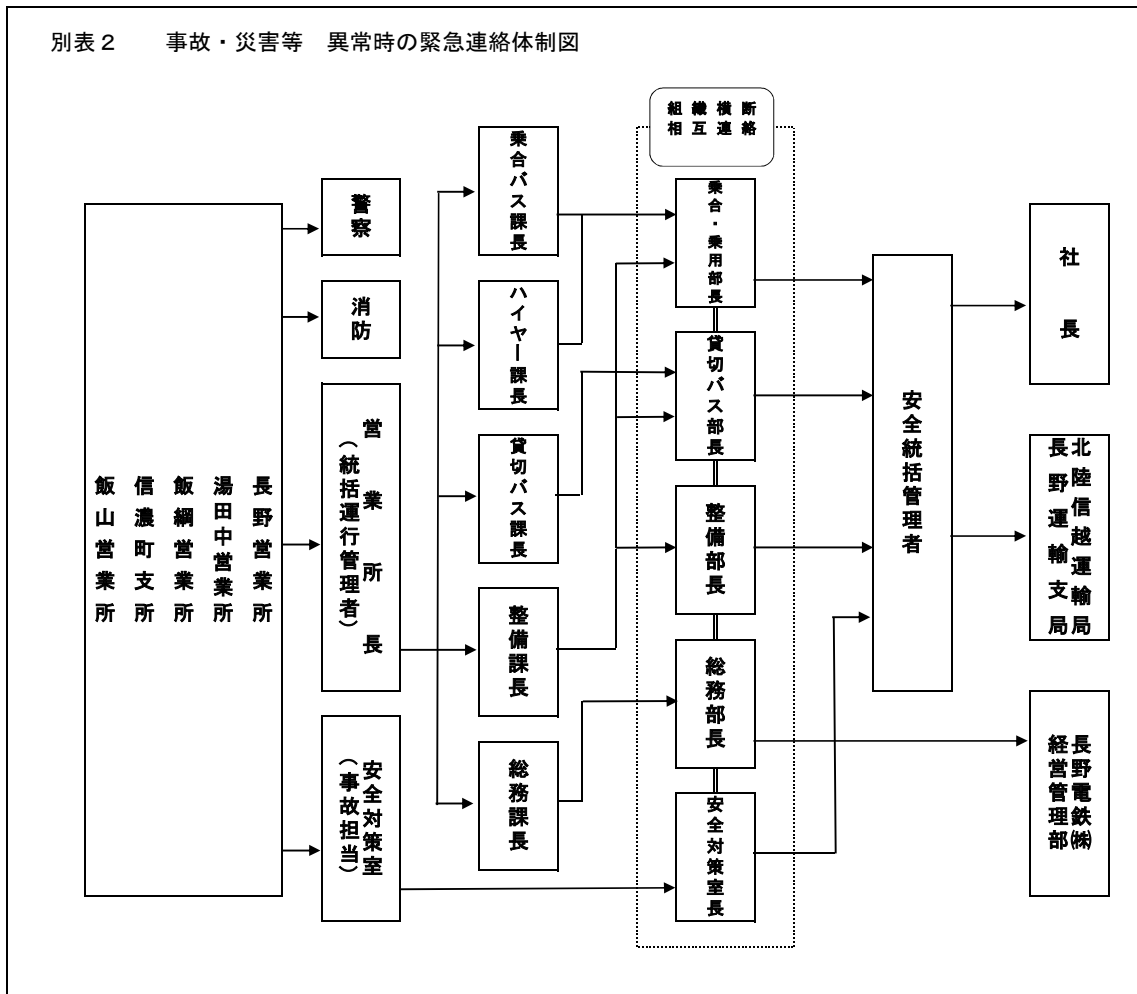 別表２　　事故・災害等　異常時の緊急連絡体制図
組織横断
相互連絡
長野営業所
湯田中営業所
飯綱営業所
信濃町支所
飯山営業所
警察
消防
営業所長
（統括運行管理者）
安全対策室
（事故担当）
乗合バス課長
ハイヤー課長
貸切バス課長
整備課長
総務課長
乗合・乗用部長
貸切バス部長
整備部長
総務部長
安全対策室長
安全統括管理者
社長
北陸信越運輸局
長野運輸支局
長野電鉄㈱
経営管理部